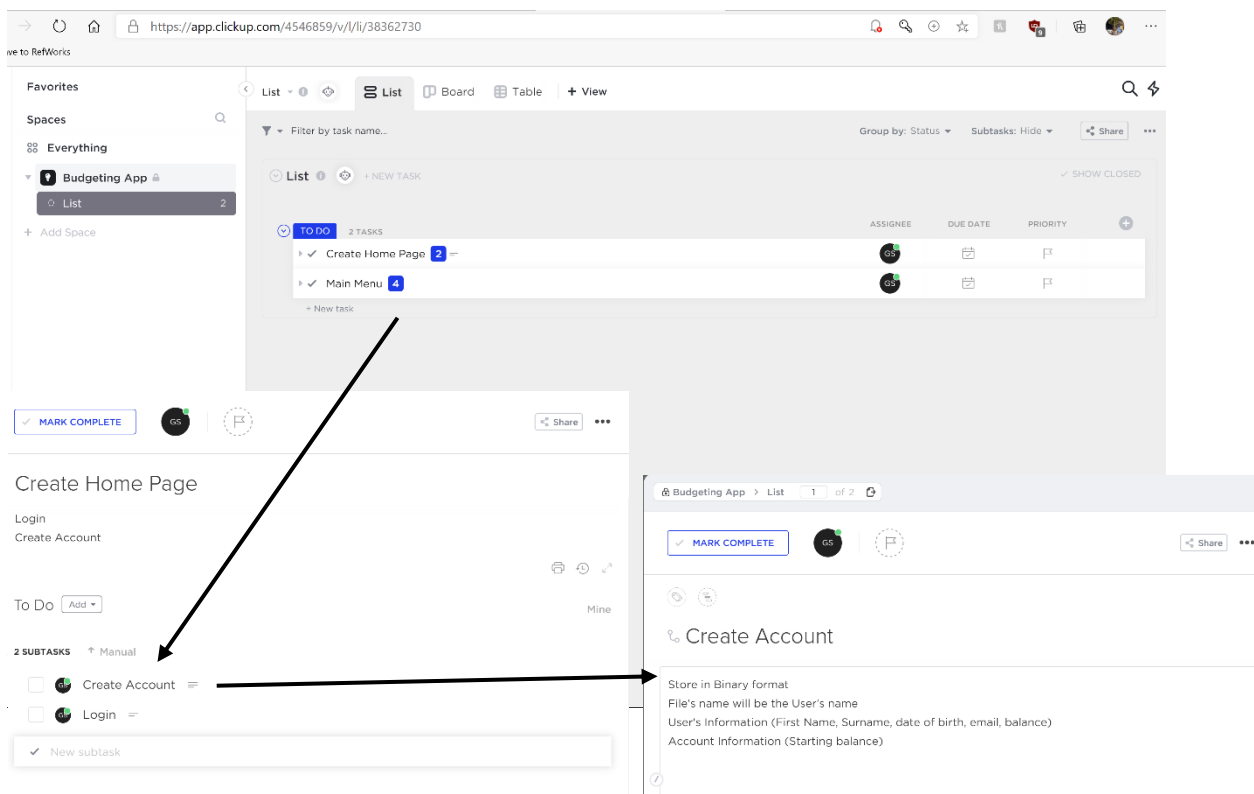 https://app.clickup.com/4546859/v/l/li/38362730
9
ve to RefWorks
Favorites
List List Board Table + View
Spaces
Filter by task name...
Group by: Status Subtasks: Hide Share
Everything
Budgeting App
List 2
+ Add Space
List + NEW TASK
SHOW CLOSED
TO DO 2 TASKS ASSIGNEE DUE DATE PRIORITY
Create Home Page 2 GS
Main Menu 4 GS
+ New task
MARK COMPLETE GS Share
Create Home Page
Login
Create Account
To Do Add
Mine
2 SUBTASKS Manual
GS Create Account
GS Login
New subtask
Budgeting App > List 1 of 2
MARK COMPLETE GS Share
Create Account
Store in Binary format
File's name will be the User's name
User's Information (First Name, Surname, date of birth, email, balance)
Account Information (Starting balance)